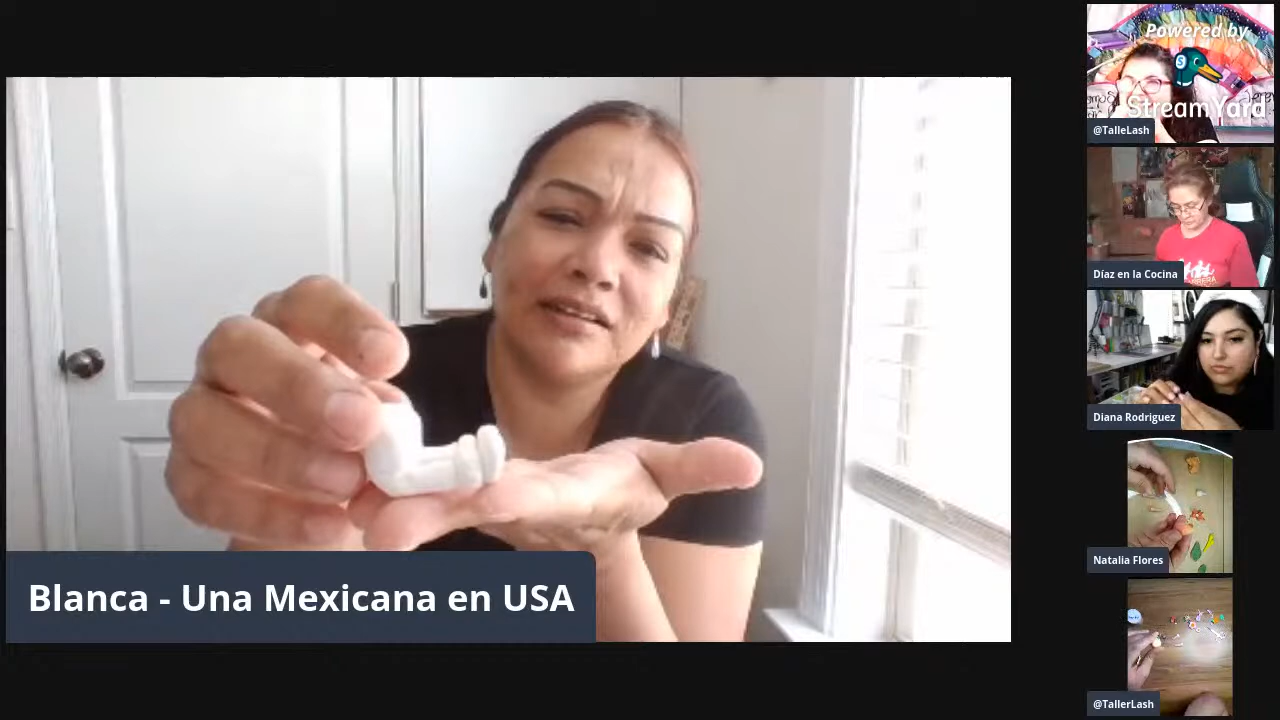 Blanca - Una Mexicana en USA
Powered by
StreamYard
@TalleLash
Díaz en la Cocina
Diana Rodriguez
Natalia Flores
@TallerLash